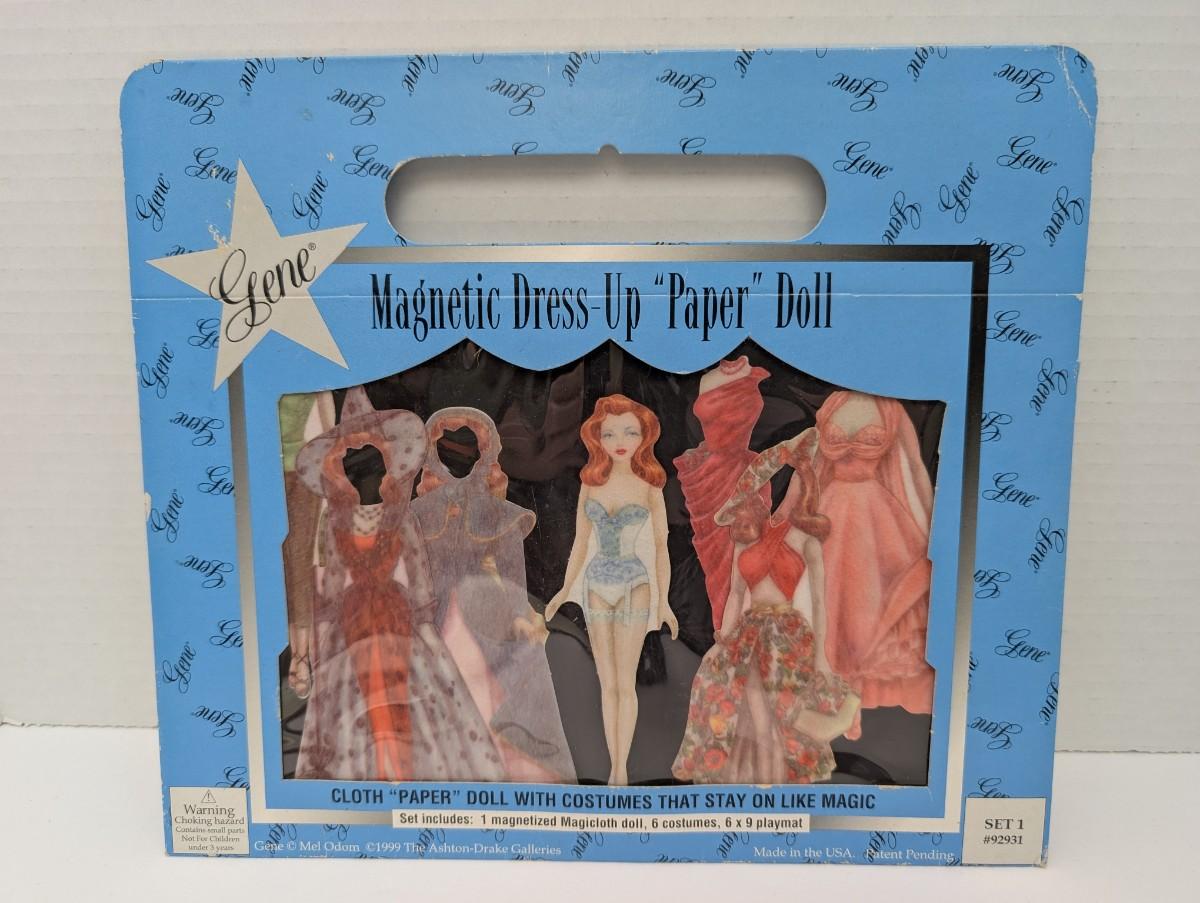 Gene®
Magnetic Dress-Up “Paper” Doll
CLOTH “PAPER” DOLL WITH COSTUMES THAT STAY ON LIKE MAGIC
Set includes: 1 magnetized Magicloth doll, 6 costumes, 6 x 9 playmat
Warning
Choking hazard
Contains small parts
Not For Children
under 3 years
Gene © Mel Odom ©1999 The Ashton-Drake Galleries
Made in the USA. Patent Pending.
SET 1
#92931